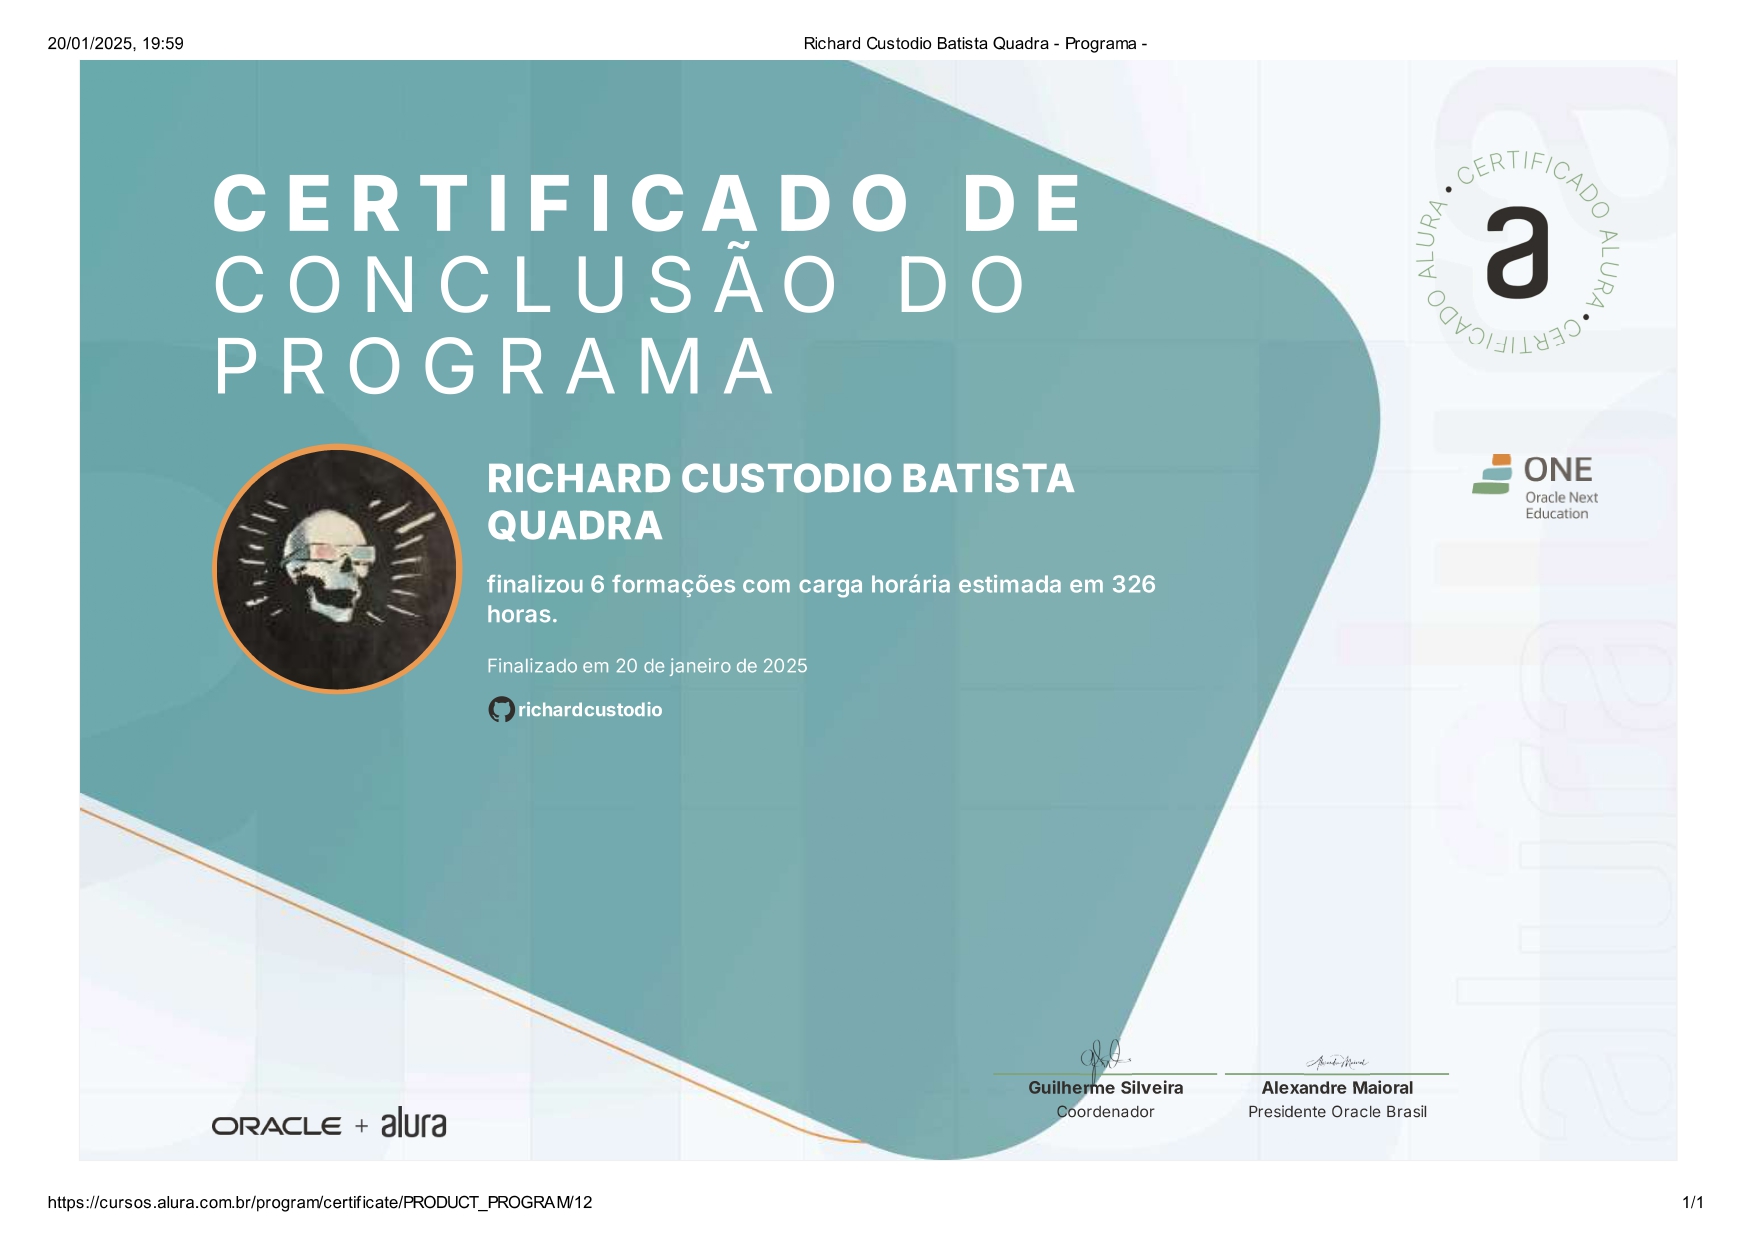 20/01/2025, 19:59
Richard Custodio Batista Quadra - Programa -
CERTIFICADO DE
CONCLUSÃO DO
PROGRAMA
CERTIFICADO ALURA • CERTIFICADO ALURA •
a
ONE
Oracle Next
Education
RICHARD CUSTODIO BATISTA
QUADRA
finalizou 6 formações com carga horária estimada em 326
horas.
Finalizado em 20 de janeiro de 2025
richardcustodio
Guilherme Silveira
Coordenador
Alexandre Maioral
Presidente Oracle Brasil
ORACLE + alura
https://cursos.alura.com.br/program/certificate/PRODUCT_PROGRAM/12
1/1